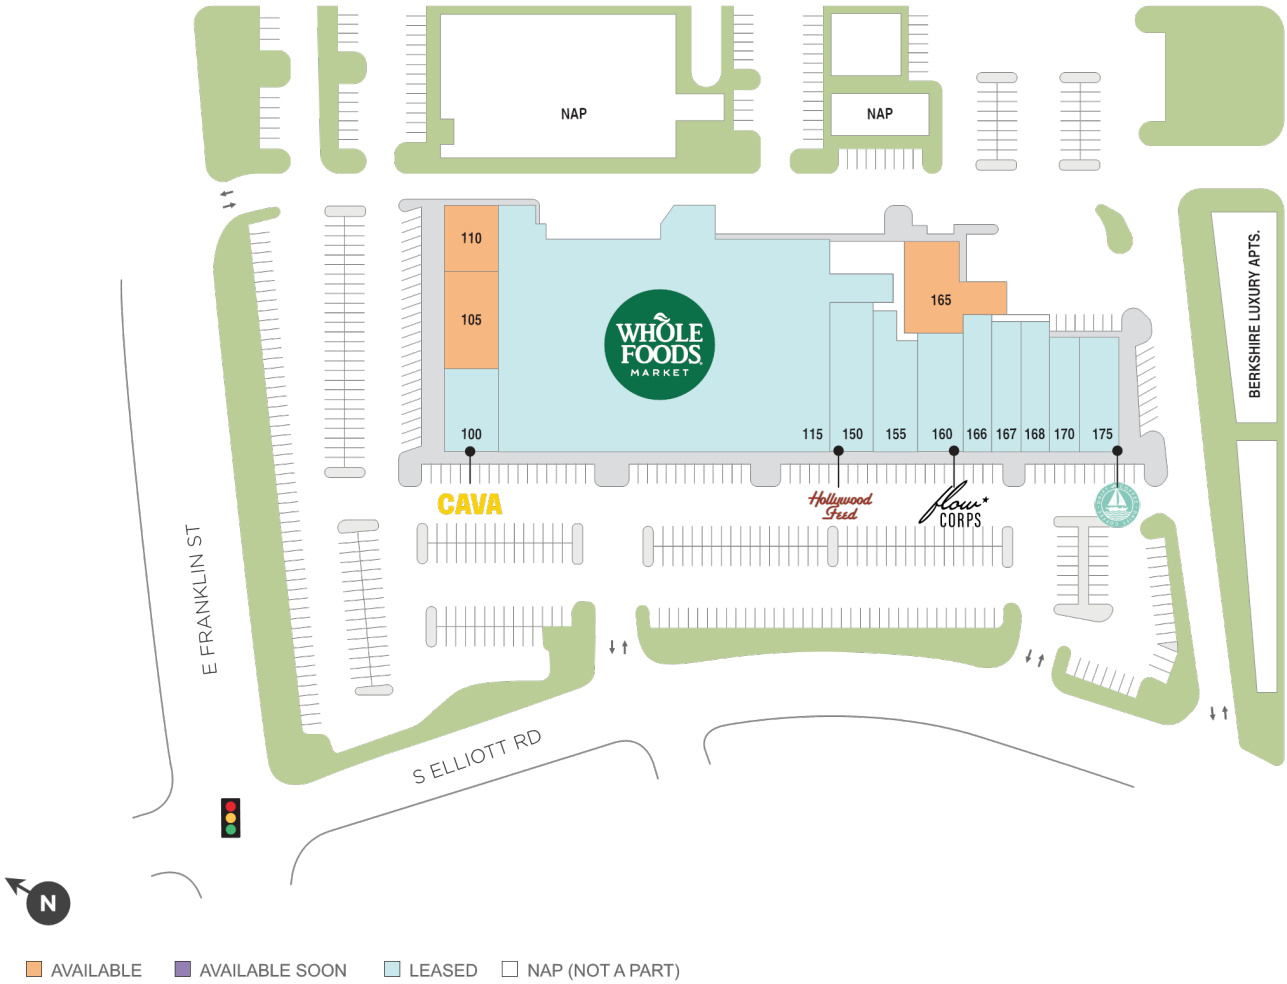 NAP
NAP
110
105
165
BERKSHIRE LUXURY APTS.
WHOLE
FOODS
MARKET
100
115
150
155
160
166
167
168
170
175
CAVA
Hollywood
Feed
flow
CORPS
E FRANKLIN ST
S ELLIOTT RD
N
AVAILABLE
AVAILABLE SOON
LEASED
NAP (NOT A PART)